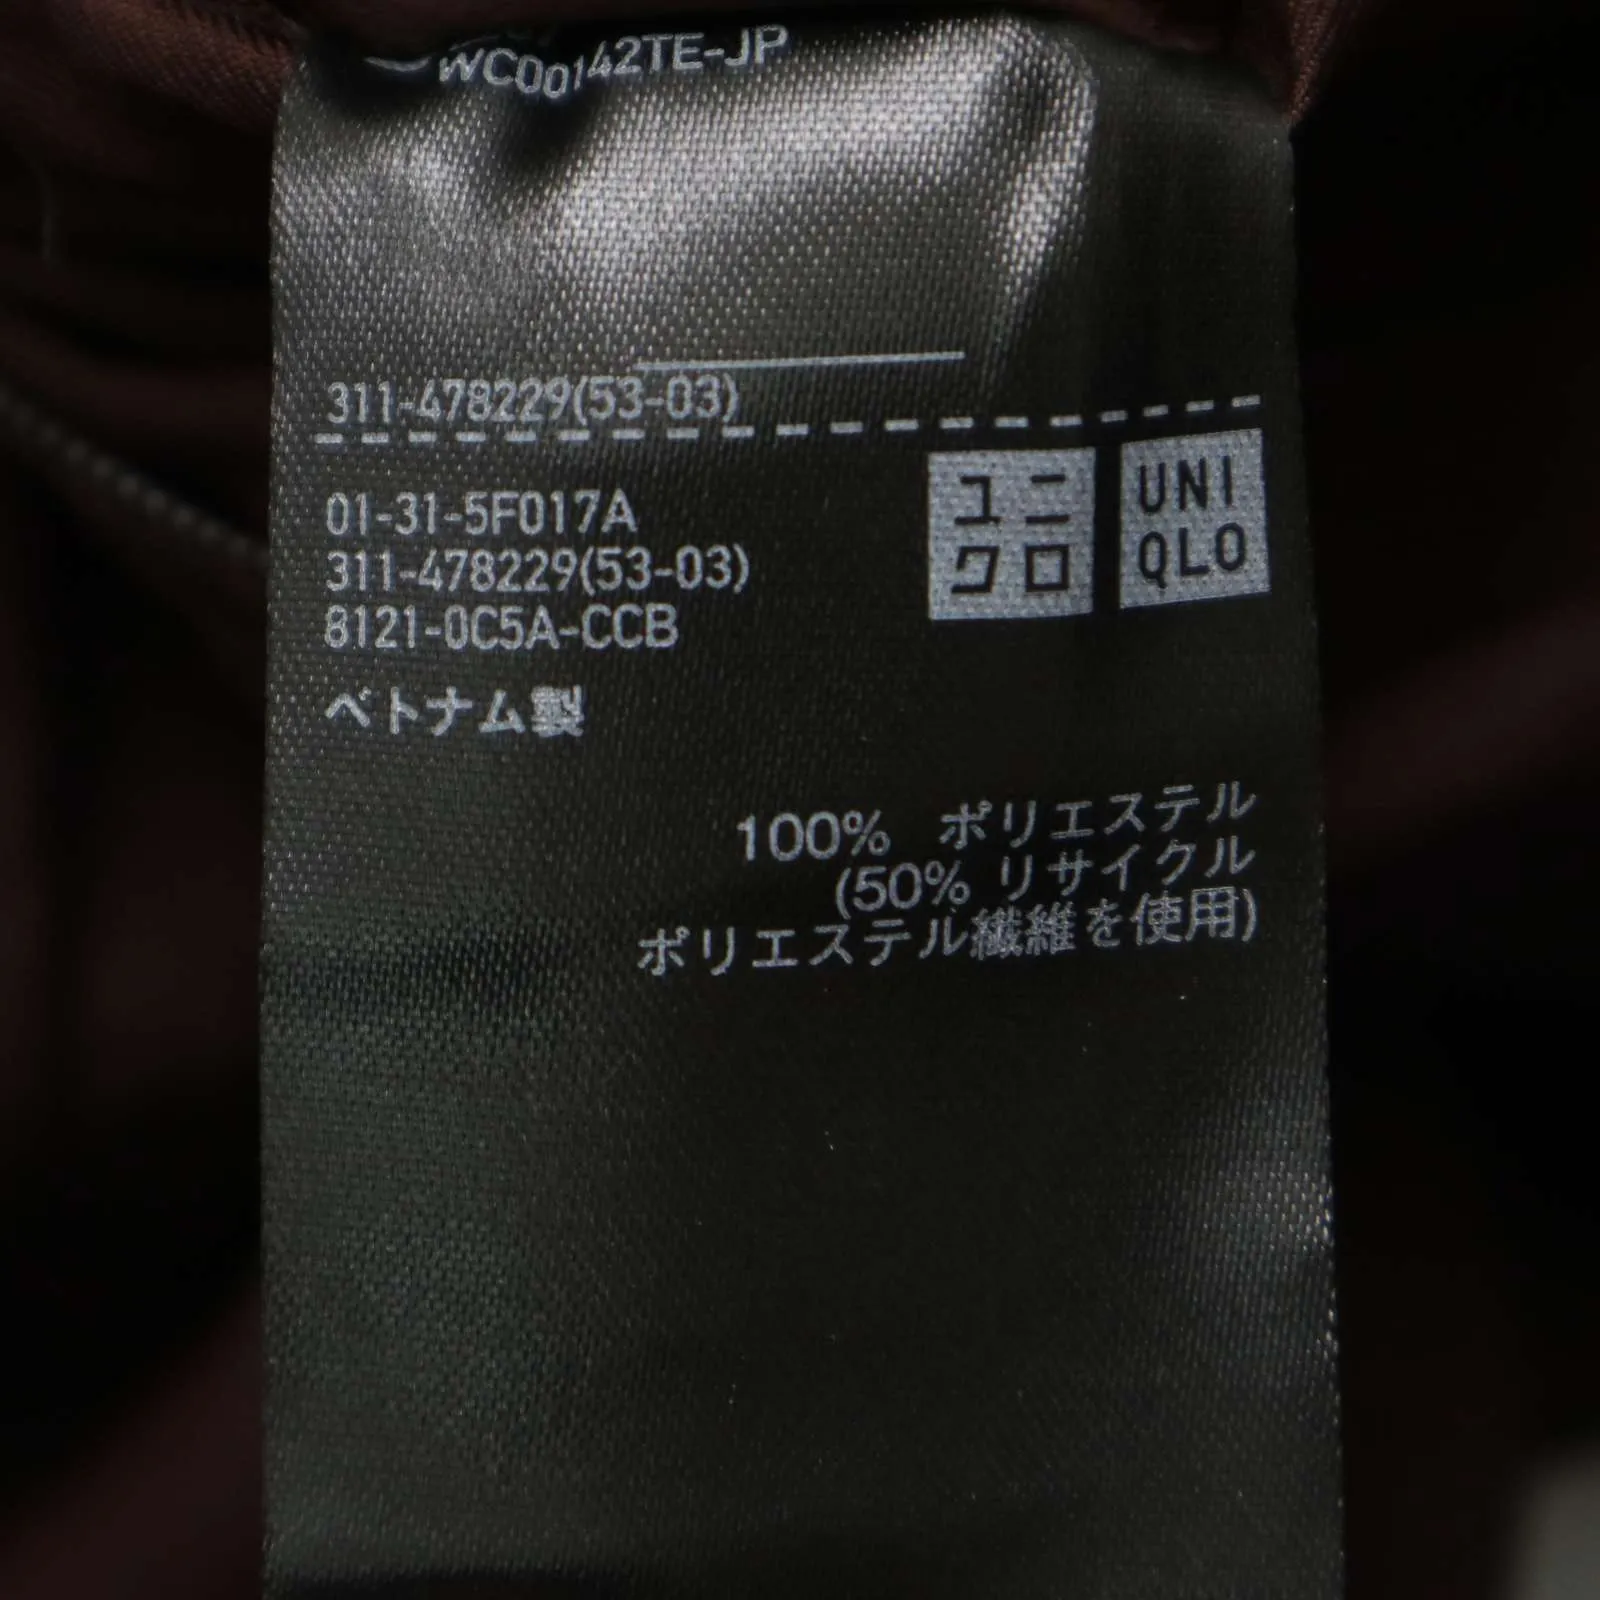 WC00142TE-JP
311-478229(53-03)
01-31-5F017A
311-478229(53-03)
8121-0C5A-CCB
ベトナム製
ユニ
クロ
UNI
QLO
100% ポリエステル
(50% リサイクル
ポリエステル繊維を使用)